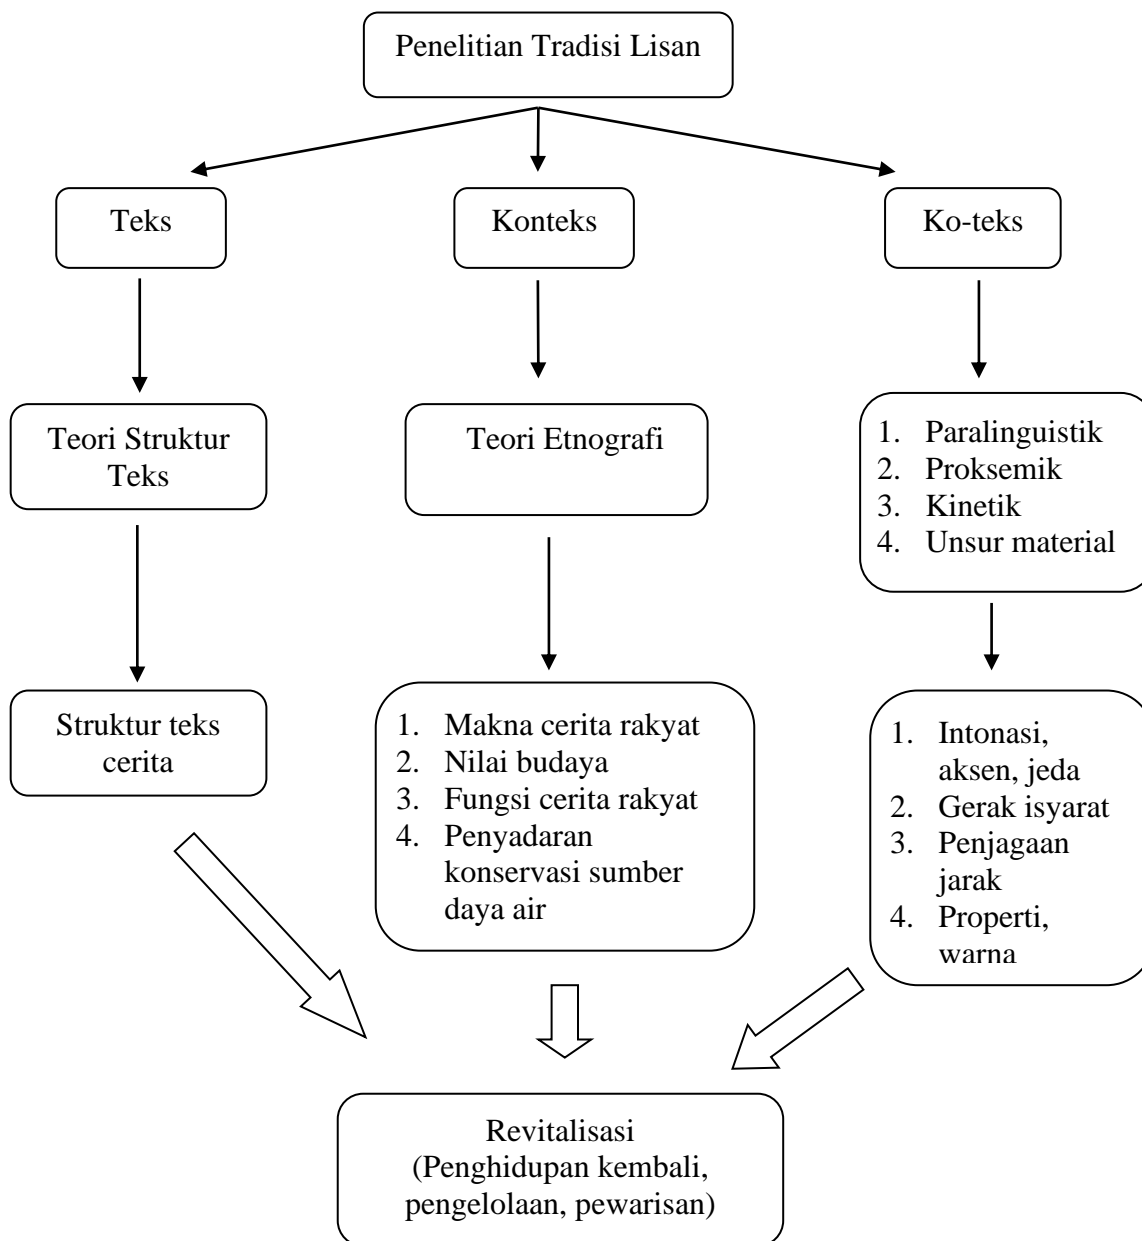 Penelitian Tradisi Lisan
Teks
Konteks
Ko-teks
Teori Struktur
Teks
Teori Etnografi
1. Paralinguistik
2. Proksemik
3. Kinetik
4. Unsur material
Struktur teks
cerita
1. Makna cerita rakyat
2. Nilai budaya
3. Fungsi cerita rakyat
4. Penyadaran
konservasi sumber
daya air
1. Intonasi,
aksen, jeda
2. Gerak isyarat
3. Penjagaan
jarak
4. Properti,
warna
Revitalisasi
(Penghidupan kembali,
pengelolaan, pewarisan)